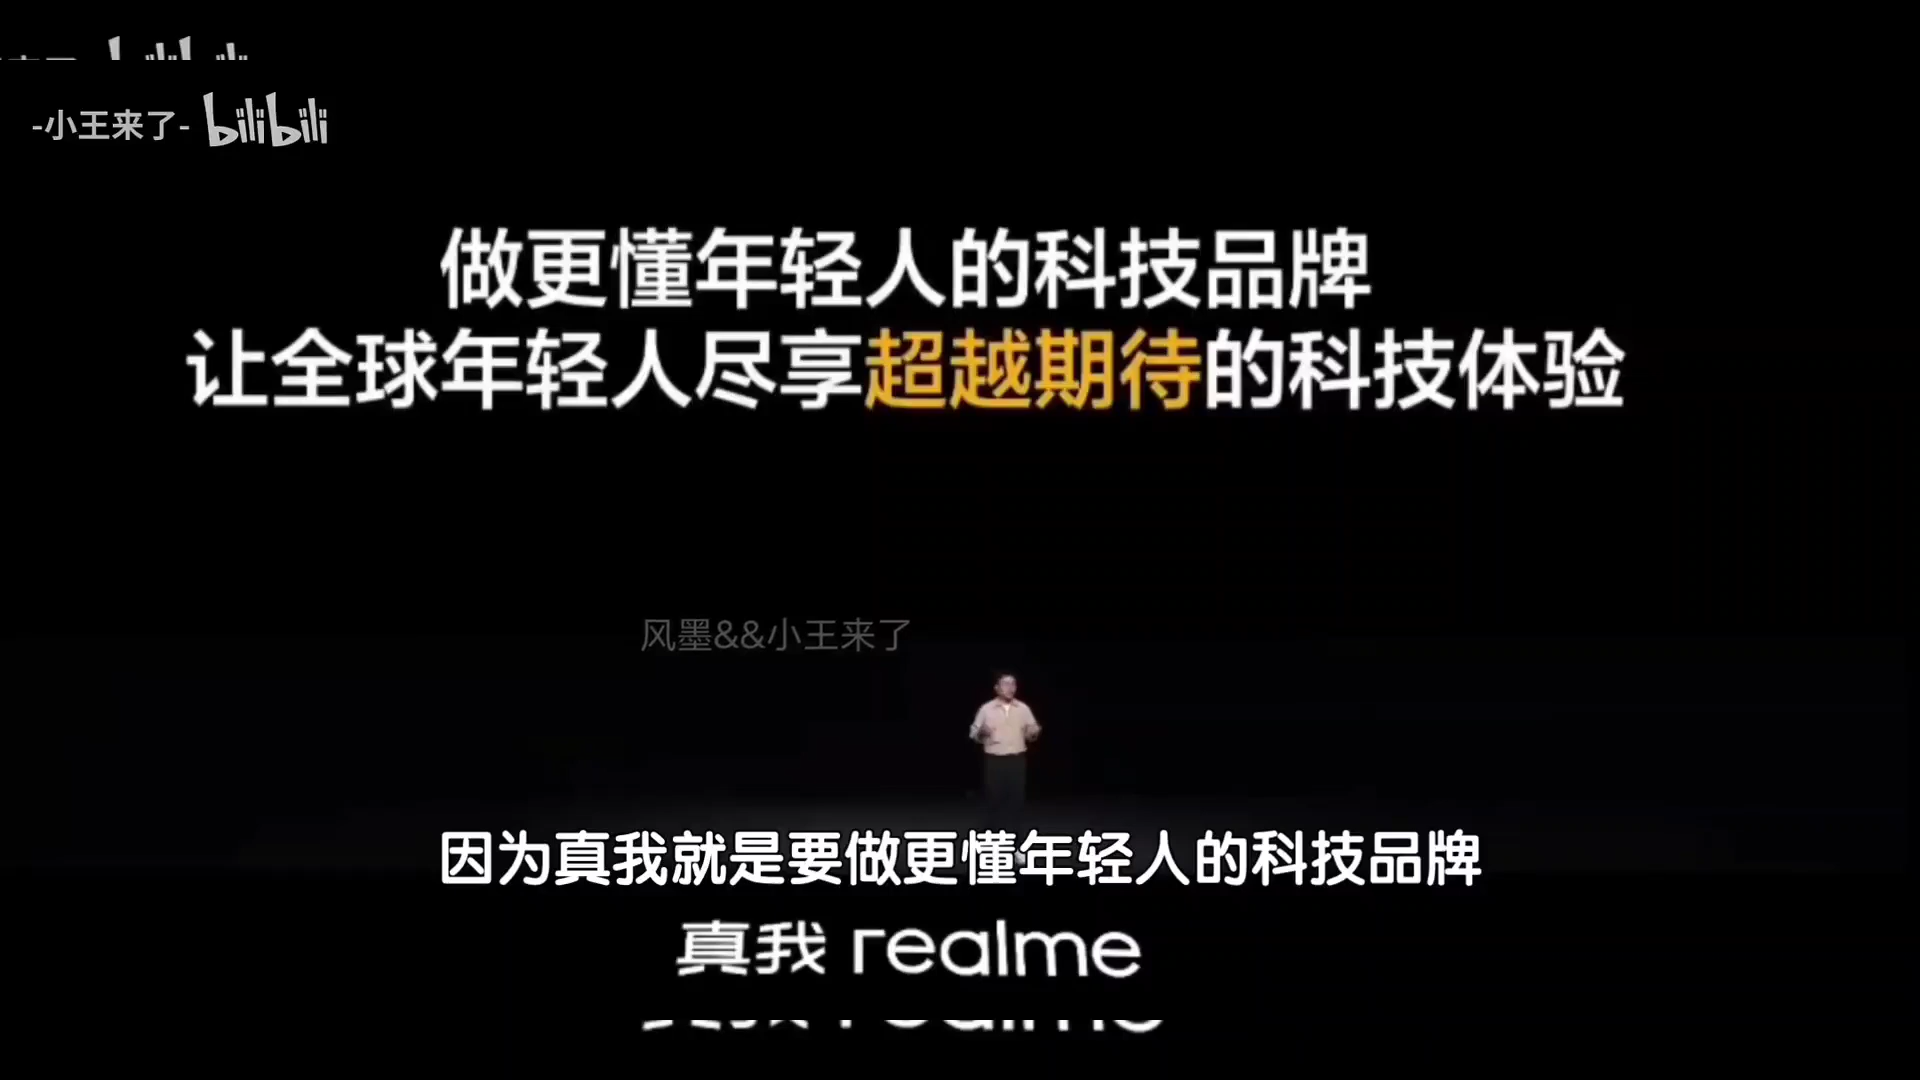 -小王来了- bilibili
做更懂年轻人的科技品牌
让全球年轻人尽享超越期待的科技体验
风墨&&小王来了
因为真我就是要做更懂年轻人的科技品牌
真我 realme